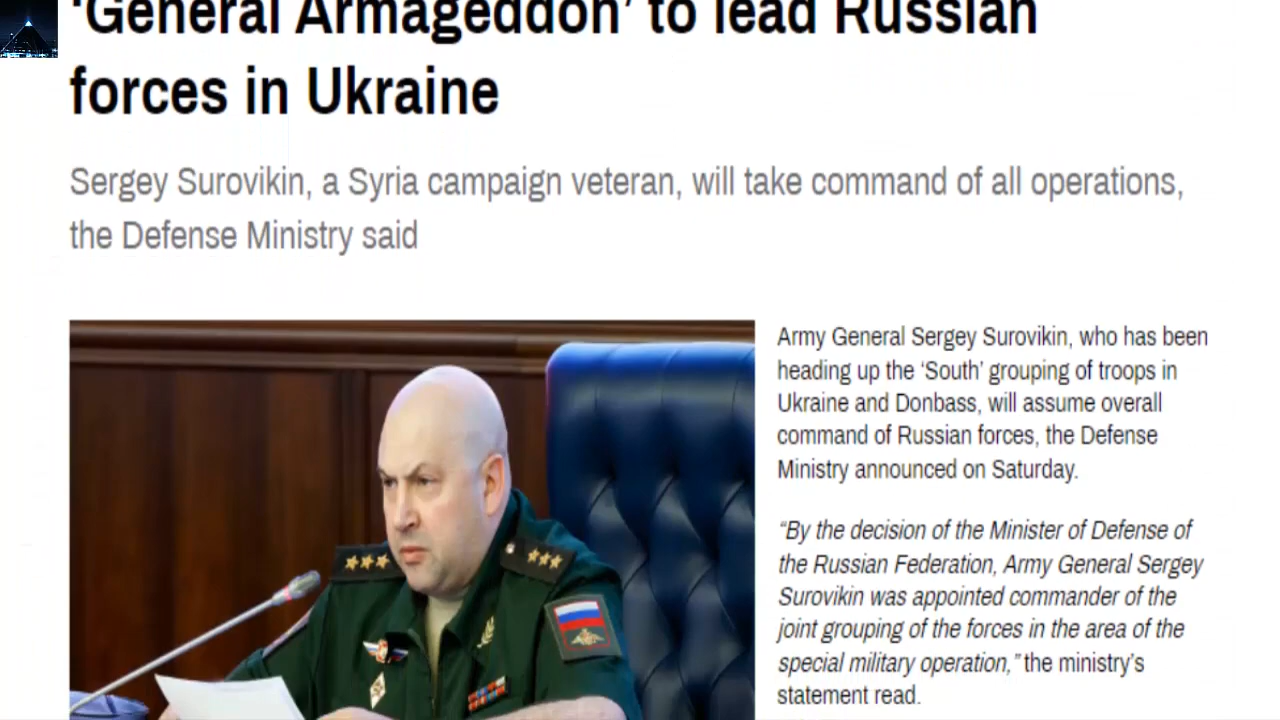 ‘General Armageddon’ to lead Russian
forces in Ukraine
Sergey Surovikin, a Syria campaign veteran, will take command of all operations,
the Defense Ministry said
Army General Sergey Surovikin, who has been
heading up the ‘South’ grouping of troops in
Ukraine and Donbass, will assume overall
command of Russian forces, the Defense
Ministry announced on Saturday.
“By the decision of the Minister of Defense of
the Russian Federation, Army General Sergey
Surovikin was appointed commander of the
joint grouping of the forces in the area of the
special military operation,” the ministry’s
statement read.